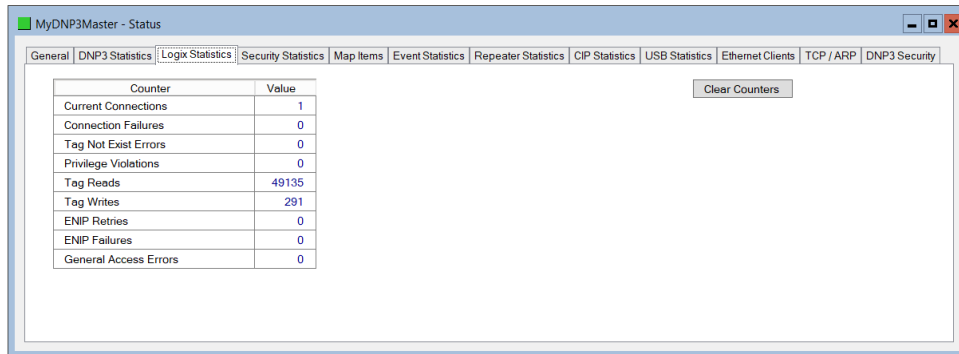 MyDNP3Master - Status
General DNP3 Statistics Logix Statistics Security Statistics Map Items Event Statistics Repeater Statistics CIP Statistics USB Statistics Ethernet Clients TCP / ARP DNP3 Security
Counter Value
Clear Counters
Current Connections 1
Connection Failures 0
Tag Not Exist Errors 0
Privilege Violations 0
Tag Reads 49135
Tag Writes 291
ENIP Retries 0
ENIP Failures 0
General Access Errors 0